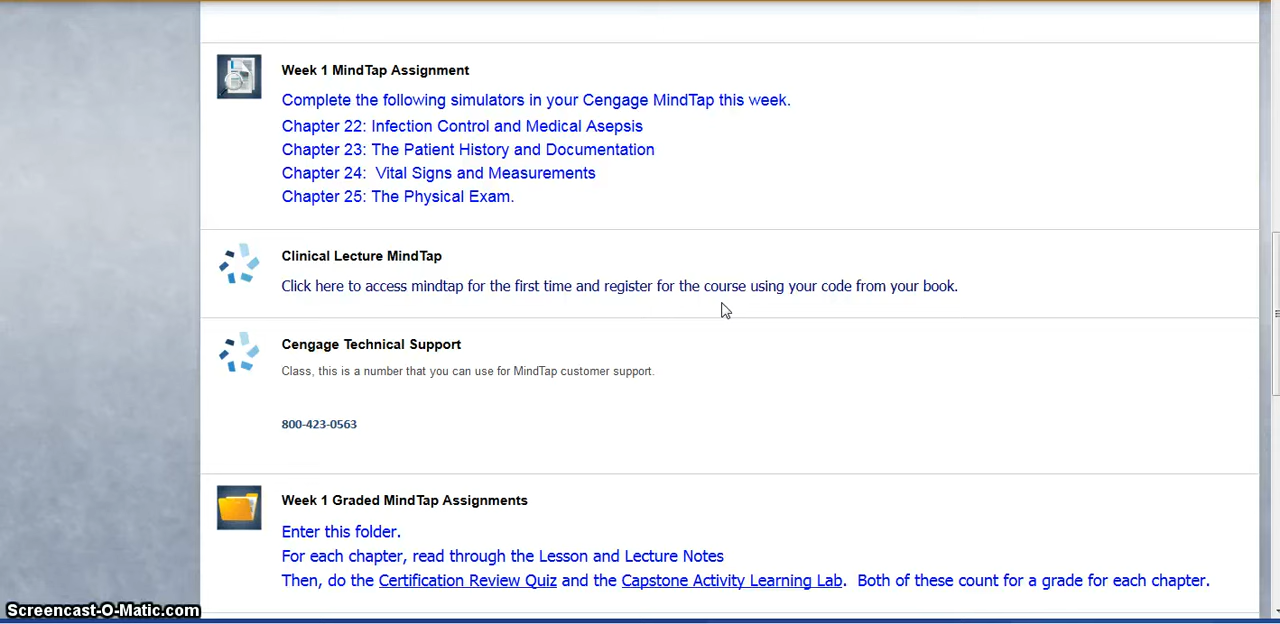 Week 1 MindTap Assignment
Complete the following simulators in your Cengage MindTap this week.
Chapter 22: Infection Control and Medical Asepsis
Chapter 23: The Patient History and Documentation
Chapter 24:  Vital Signs and Measurements
Chapter 25: The Physical Exam.
Clinical Lecture MindTap
Click here to access mindtap for the first time and register for the course using your code from your book.
Cengage Technical Support
Class, this is a number that you can use for MindTap customer support.
800-423-0563
Week 1 Graded MindTap Assignments
Enter this folder.
For each chapter, read through the Lesson and Lecture Notes
Then, do the Certification Review Quiz and the Capstone Activity Learning Lab.  Both of these count for a grade for each chapter.
Screencast-O-Matic.com